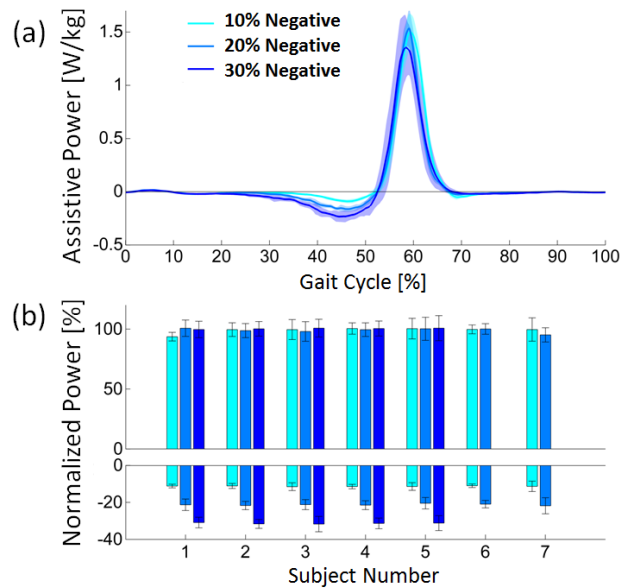 (a)
Assistive Power [W/kg]
1.5
1
0.5
0
-0.5
10% Negative
20% Negative
30% Negative
0 10 20 30 40 50 60 70 80 90 100
Gait Cycle [%]
(b)
Normalized Power [%]
100
50
0
0
-20
-40
1 2 3 4 5 6 7
Subject Number